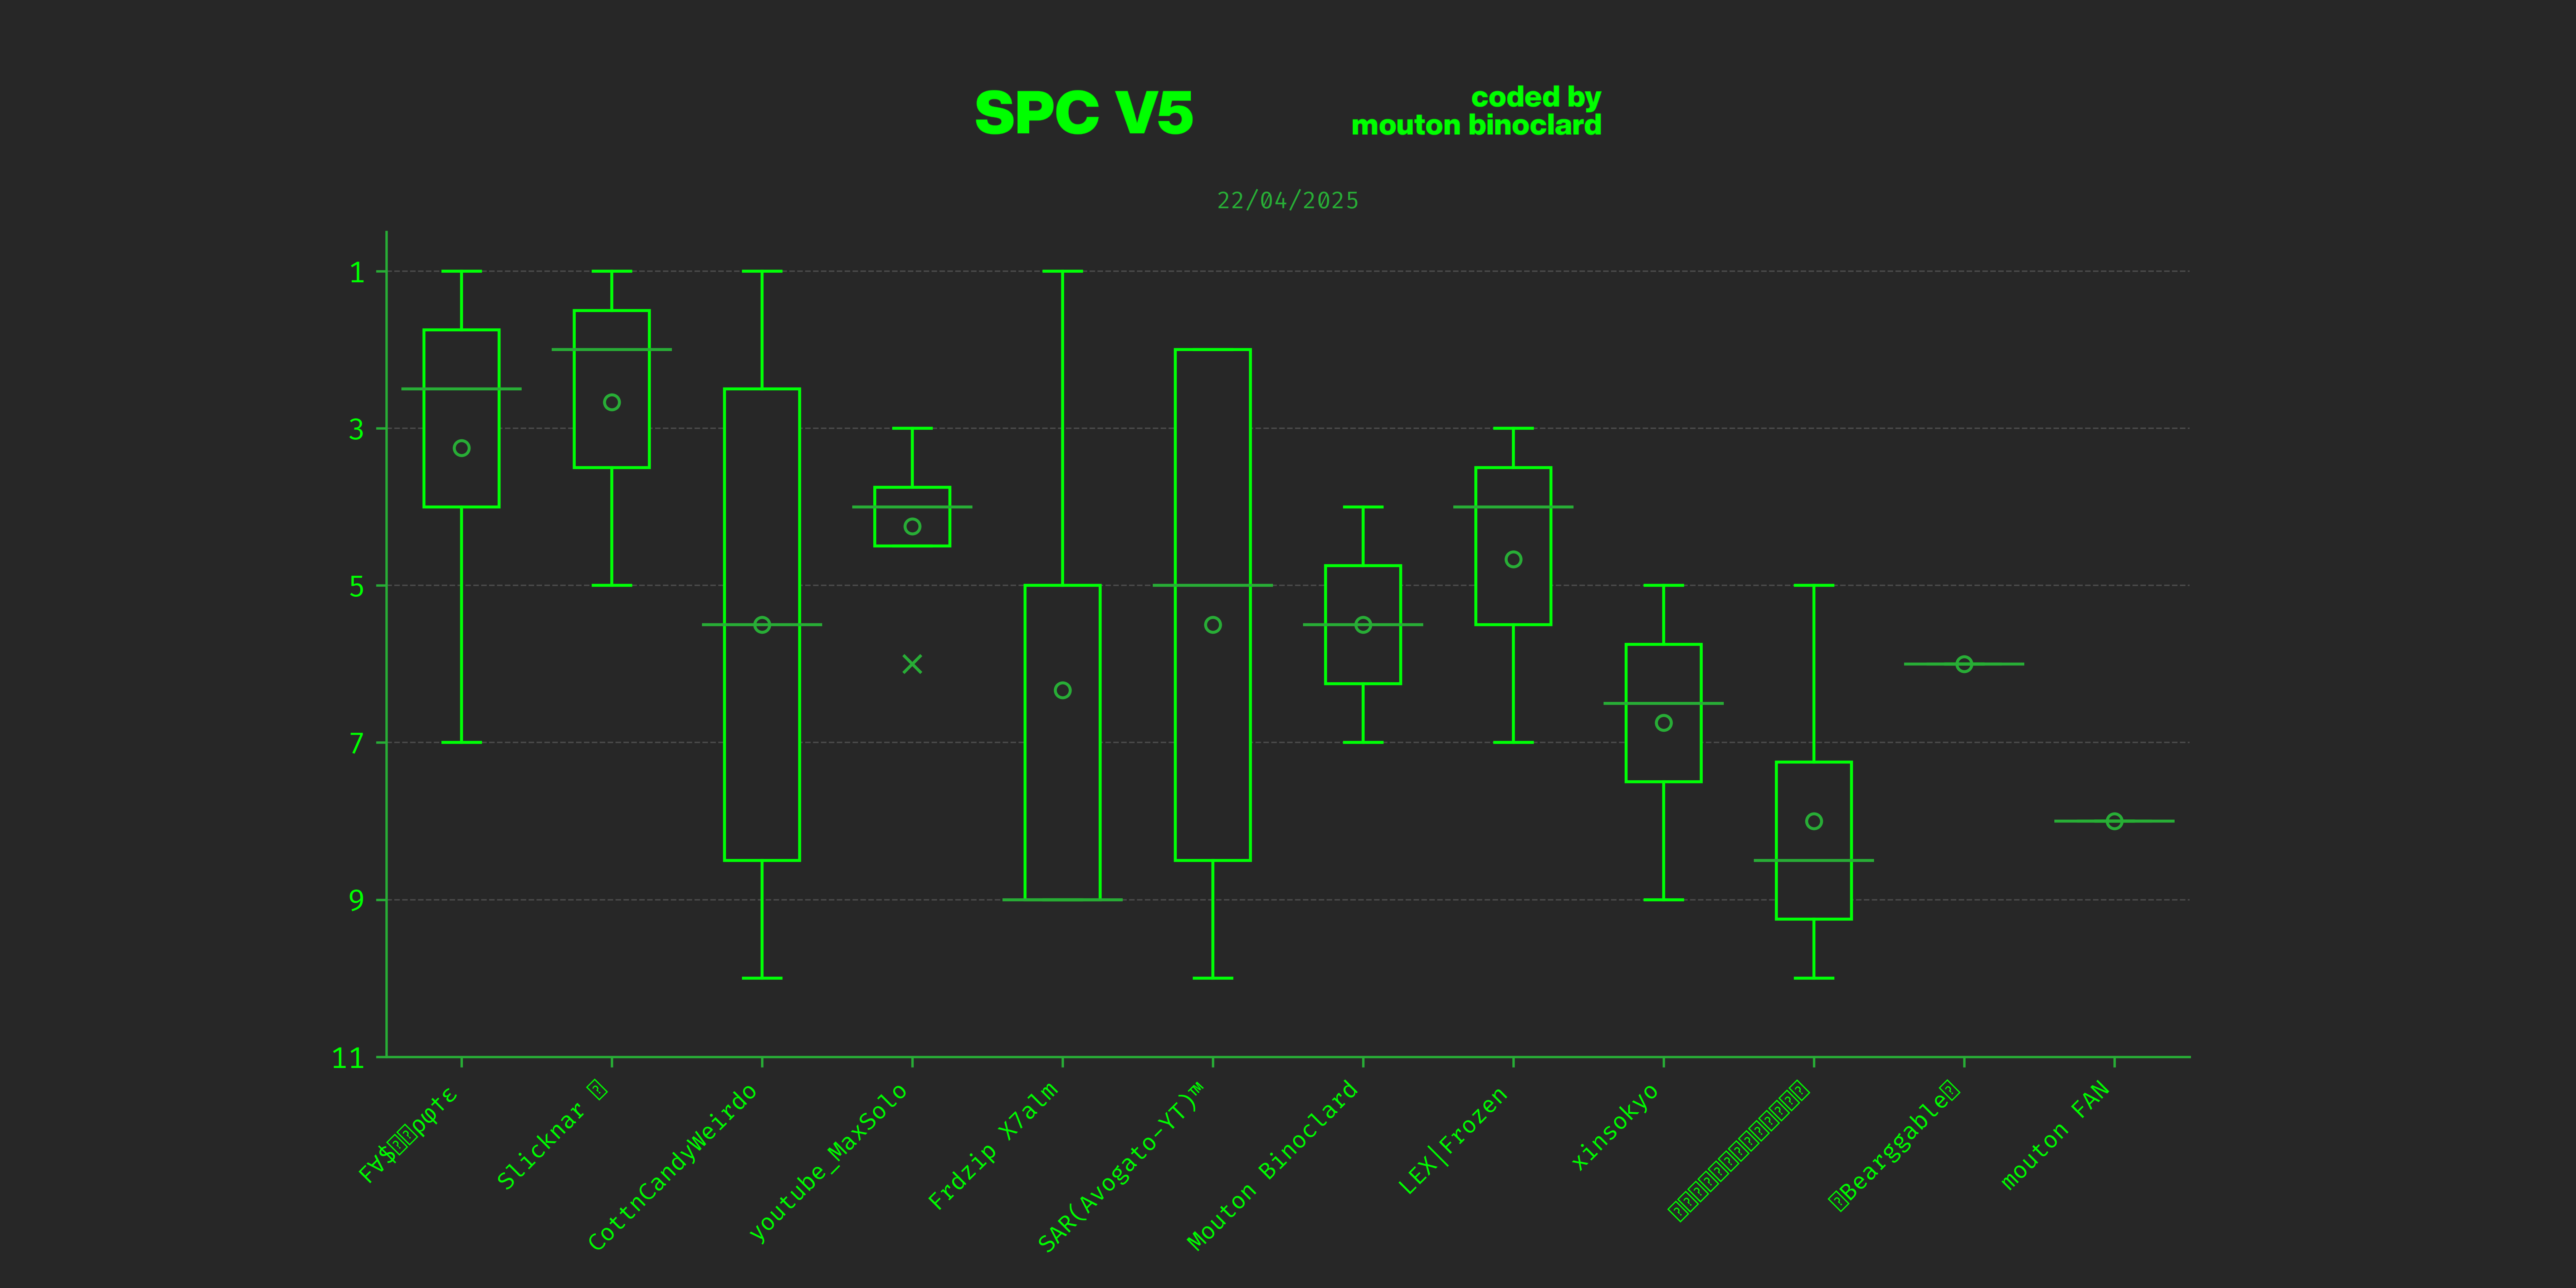 SPC V5
coded by
mouton binoclard
22/04/2025
1
3
5
7
9
11
Slicknar
CottnCandyWeirdo
youtube_MaxSolo
Frdzip X7alm
SAR(Avogato-YT)™
Mouton Binoclard
LEX|Frozen
xinsokyo
Bearggable
mouton FAN